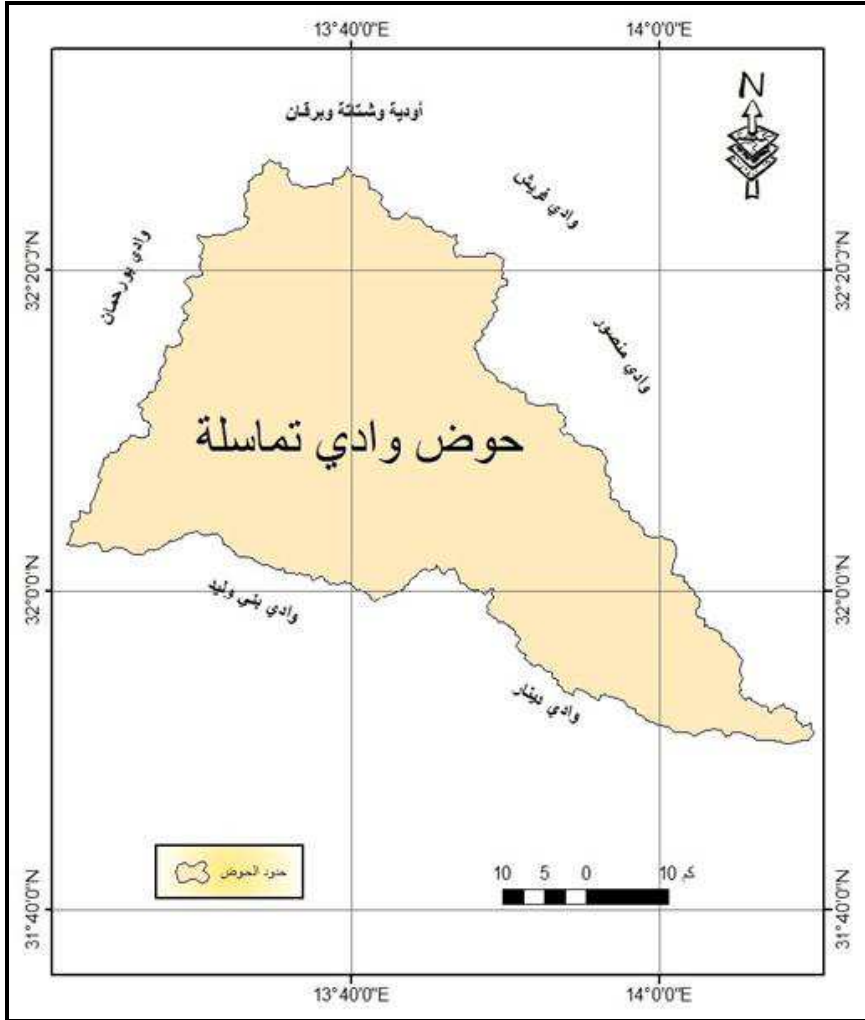 13°40'0"E 14°0'0"E
N
أودية وشتاتة وبرقان
وادي قريش
وادي بورحمان
32°20'0"N 32°20'0"N
وادي منصور
حوض وادي تماسلة
32°0'0"N 32°0'0"N
وادي بني وليد
وادي دينار
حدود الحوض
10 5 0 10 كم
31°40'0"N 31°40'0"N
13°40'0"E 14°0'0"E